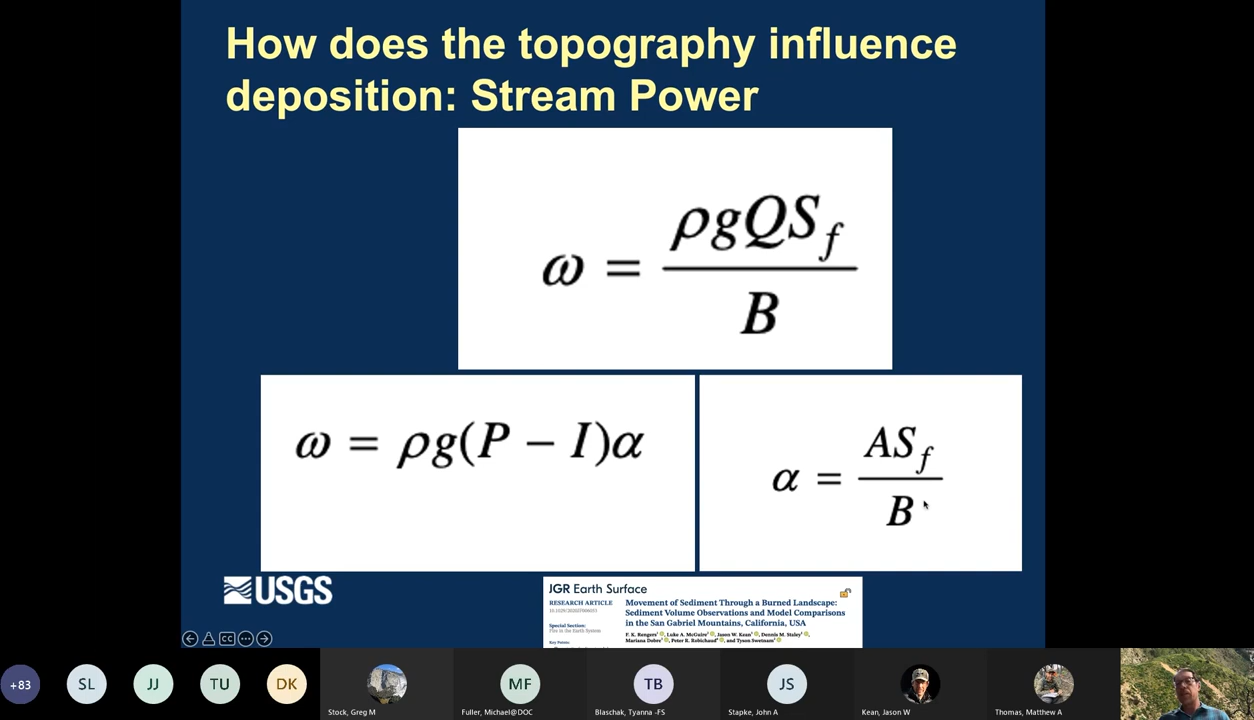 How does the topography influence
deposition: Stream Power
ω = ρgQS_f / B
ω = ρg(P − I)α
α = AS_f / B
USGS
JGR Earth Surface
RESEARCH ARTICLE
Special Section:
Fire in the Earth System
Key Points:
Movement of Sediment Through a Burned Landscape:
Sediment Volume Observations and Model Comparisons
in the San Gabriel Mountains, California, USA
F. K. Rengers, Luke A. McGuire, Jason W. Kean, Dennis M. Staley,
Mariana Dobre, Peter R. Robichaud, and Tyson Swetnam
CC
+83
SL
JJ
TU
DK
Stock, Greg M
MF
Fuller, Michael@DOC
TB
Blaschak, Tyanna -FS
JS
Stapke, John A
Kean, Jason W
Thomas, Matthew A